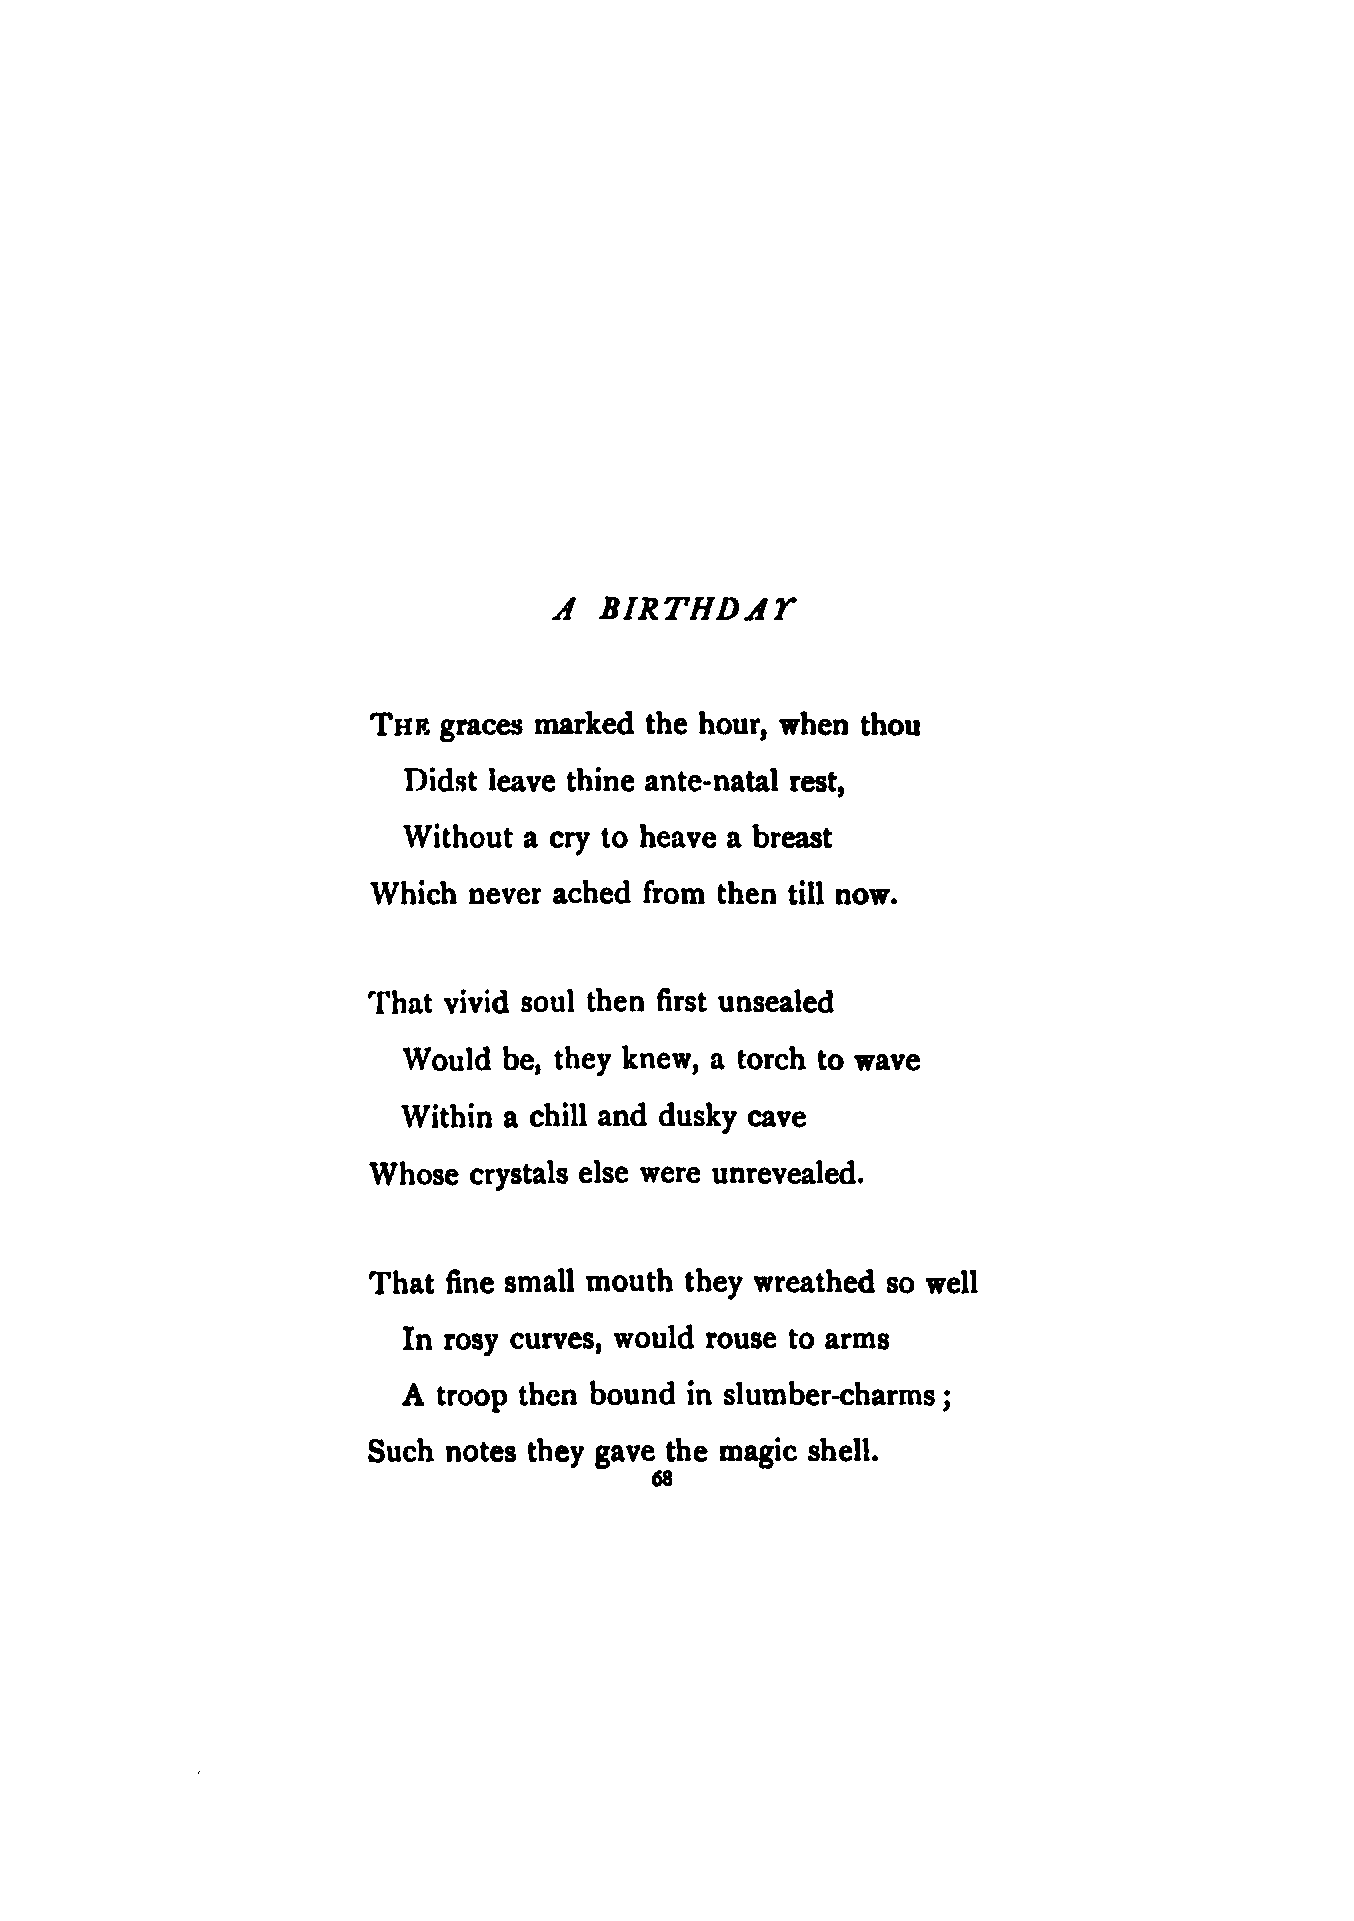 A BIRTHDAY
THE graces marked the hour, when thou
Didst leave thine ante-natal rest,
Without a cry to heave a breast
Which never ached from then till now.
That vivid soul then first unsealed
Would be, they knew, a torch to wave
Within a chill and dusky cave
Whose crystals else were unrevealed.
That fine small mouth they wreathed so well
In rosy curves, would rouse to arms
A troop then bound in slumber-charms ;
Such notes they gave the magic shell.
68